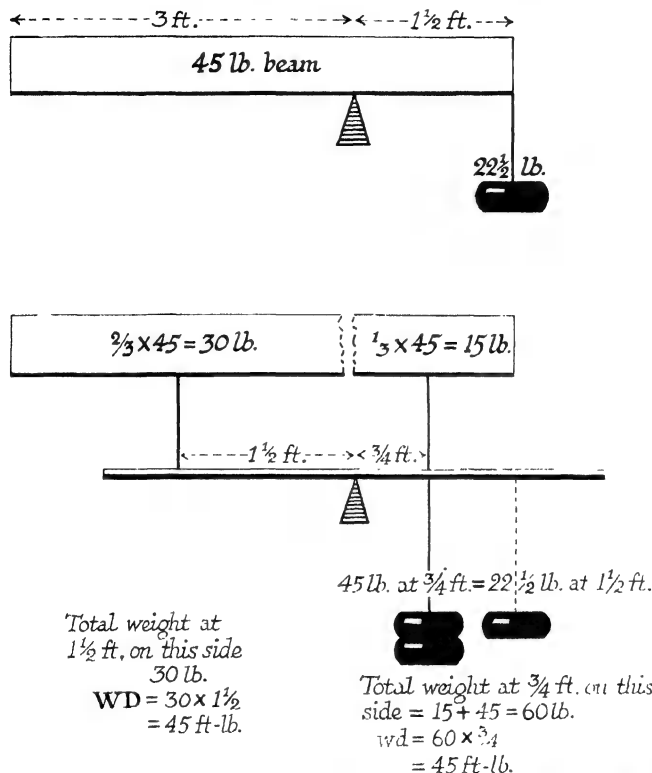 3 ft. 1½ ft.
45 lb. beam
22½ lb.
⅔ × 45 = 30 lb. ⅓ × 45 = 15 lb.
1½ ft. ¾ ft.
45 lb. at ¾ ft. = 22½ lb. at 1½ ft.
Total weight at
1½ ft, on this side
30 lb.
WD = 30 × 1½
= 45 ft-lb.
Total weight at ¾ ft. on this
side = 15 + 45 = 60 lb.
wd = 60 × ¾
= 45 ft-lb.